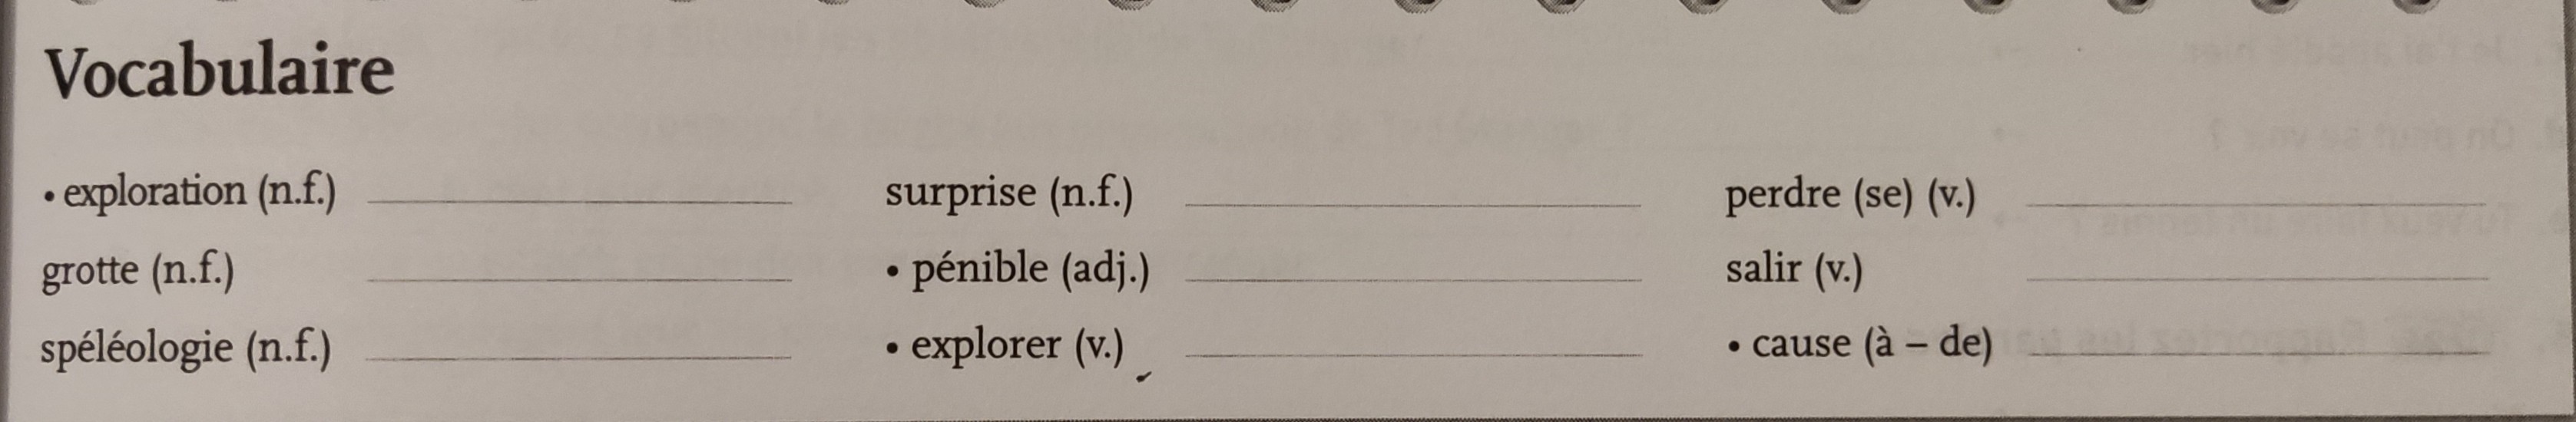 Vocabulaire
• exploration (n.f.)
grotte (n.f.)
spéléologie (n.f.)
surprise (n.f.)
• pénible (adj.)
• explorer (v.)
perdre (se) (v.)
salir (v.)
• cause (à – de)